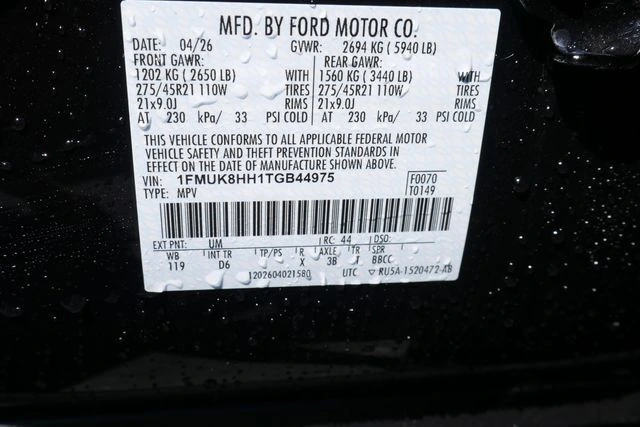 MFD. BY FORD MOTOR CO.
DATE: 04/26 GVWR: 2694 KG ( 5940 LB)
FRONT GAWR: REAR GAWR:
1202 KG ( 2650 LB) WITH 1560 KG ( 3440 LB) WITH
275/45R21 110W TIRES 275/45R21 110W TIRES
21x9.0J RIMS 21x9.0J RIMS
AT 230 kPa/ 33 PSI COLD AT 230 kPa/ 33 PSI COLD
THIS VEHICLE CONFORMS TO ALL APPLICABLE FEDERAL MOTOR
VEHICLE SAFETY AND THEFT PREVENTION STANDARDS IN
EFFECT ON THE DATE OF MANUFACTURE SHOWN ABOVE.
VIN: 1FMUK8HH1TGB44975 F0070
TYPE: MPV T0149
EXT PNT: UM RC: 44 DSO:
WB INT TR TP/PS R AXLE TR SPR
119 D6 X 3B T BBCC
1202604021580 UTC ▽ RU5A-1520472-AB